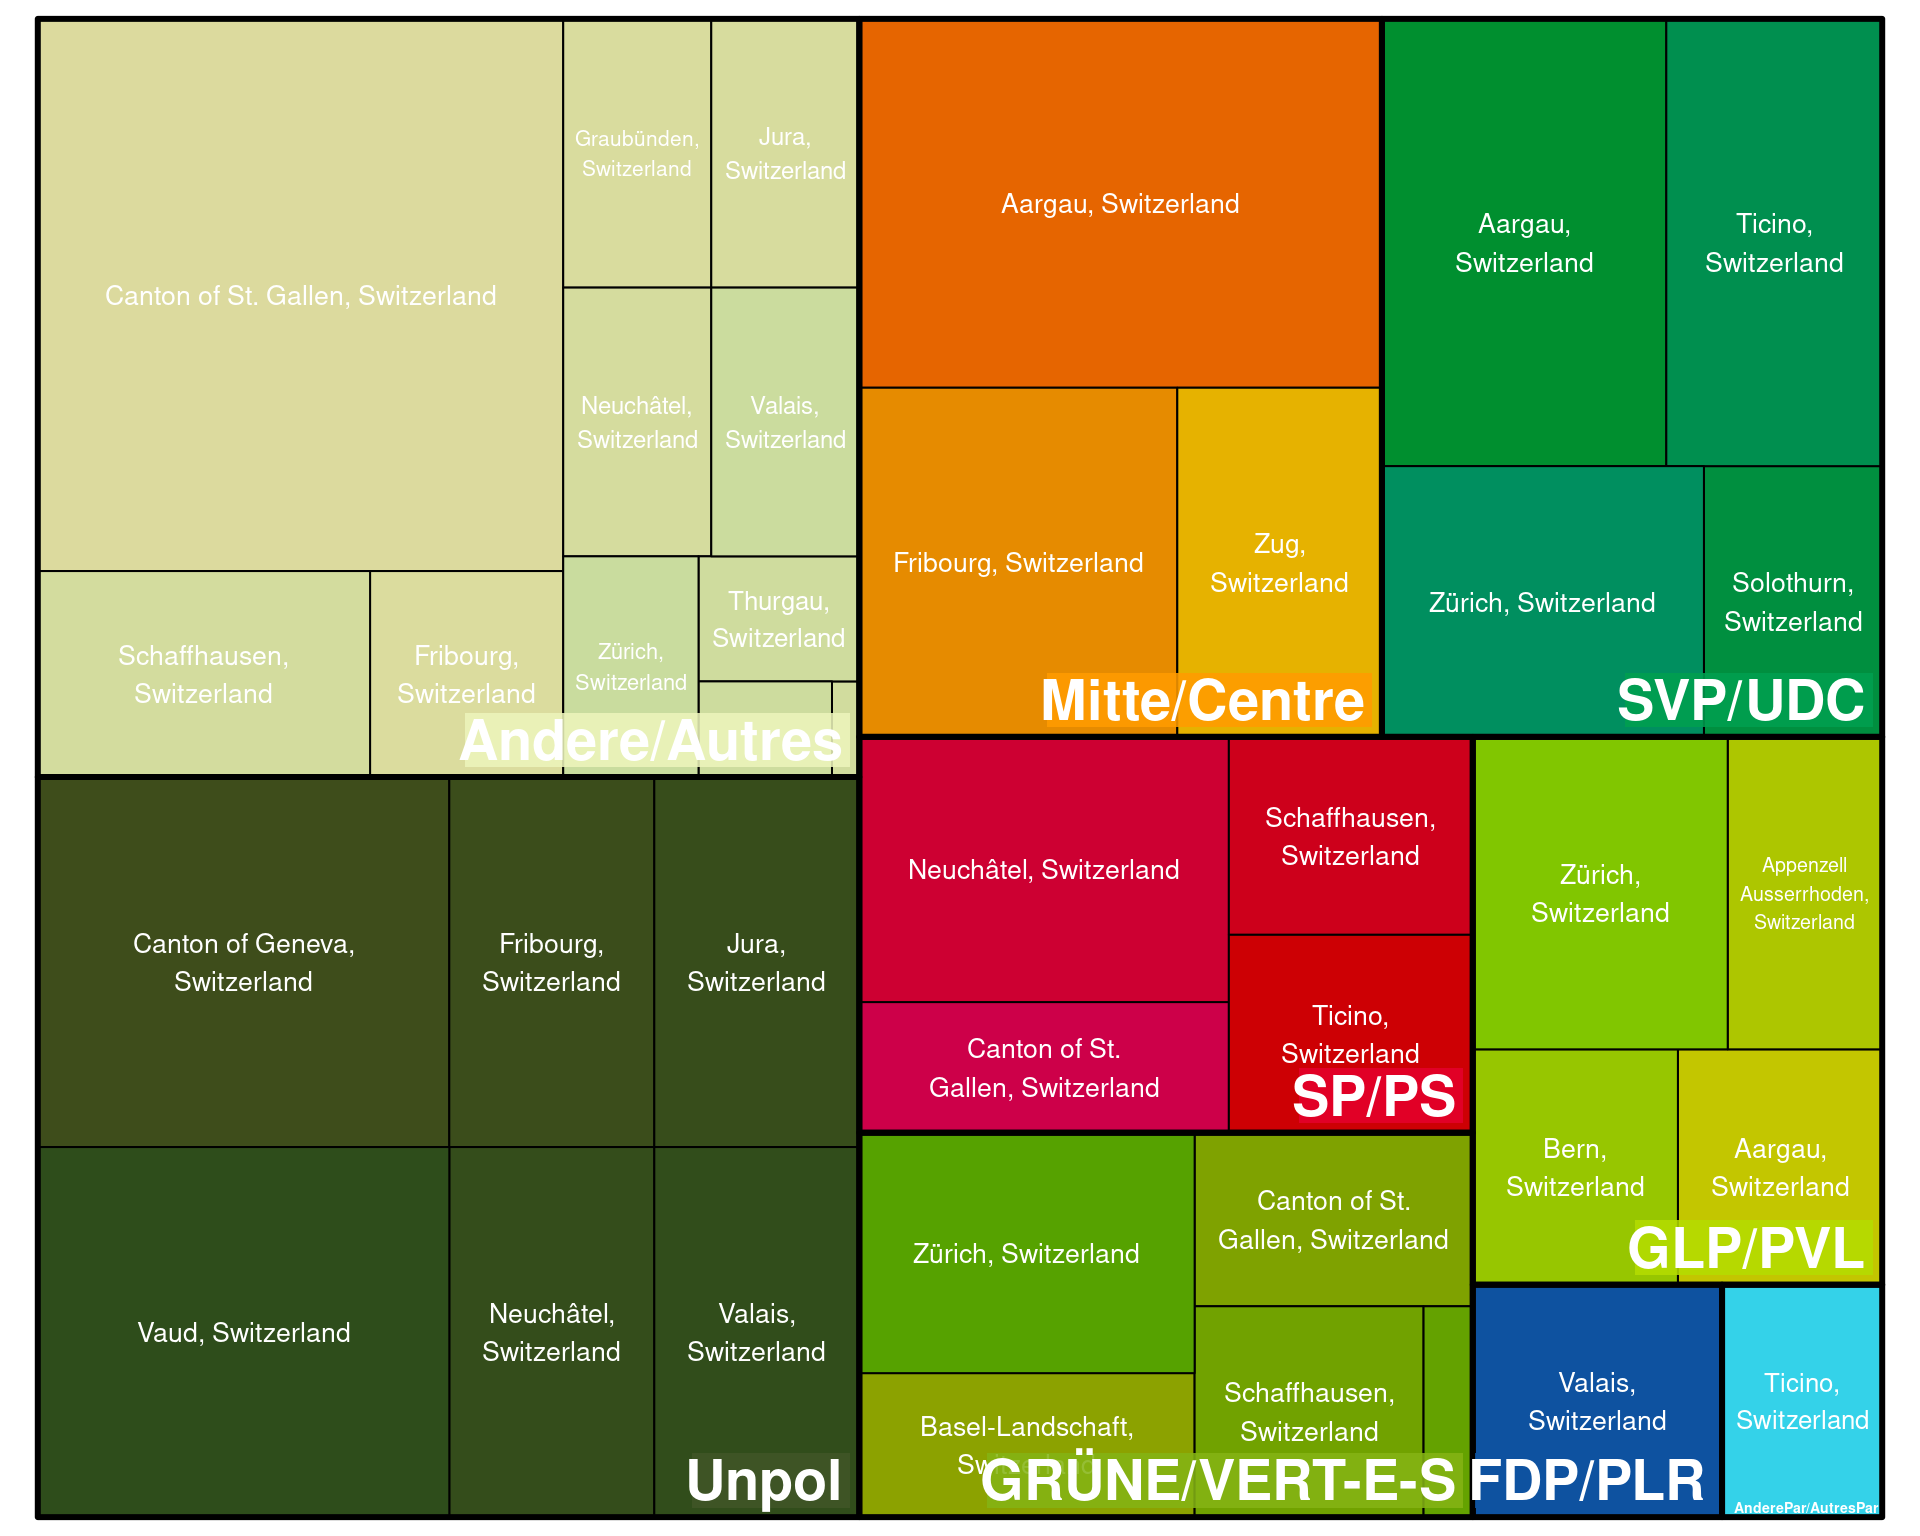 Canton of St. Gallen, Switzerland
Graubünden,
Switzerland
Jura,
Switzerland
Neuchâtel,
Switzerland
Valais,
Switzerland
Schaffhausen,
Switzerland
Fribourg,
Switzerland
Zürich,
Switzerland
Thurgau,
Switzerland
Andere/Autres
Aargau, Switzerland
Fribourg, Switzerland
Zug,
Switzerland
Mitte/Centre
Aargau,
Switzerland
Ticino,
Switzerland
Zürich, Switzerland
Solothurn,
Switzerland
SVP/UDC
Canton of Geneva,
Switzerland
Fribourg,
Switzerland
Jura,
Switzerland
Vaud, Switzerland
Neuchâtel,
Switzerland
Valais,
Switzerland
Unpol
Neuchâtel, Switzerland
Schaffhausen,
Switzerland
Canton of St.
Gallen, Switzerland
Ticino,
Switzerland
SP/PS
Zürich,
Switzerland
Appenzell
Ausserrhoden,
Switzerland
Bern,
Switzerland
Aargau,
Switzerland
GLP/PVL
Zürich, Switzerland
Canton of St.
Gallen, Switzerland
Basel-Landschaft,
Switzerland
Schaffhausen,
Switzerland
GRÜNE/VERT-E-S
Valais,
Switzerland
FDP/PLR
Ticino,
Switzerland
AnderePar/AutresPar